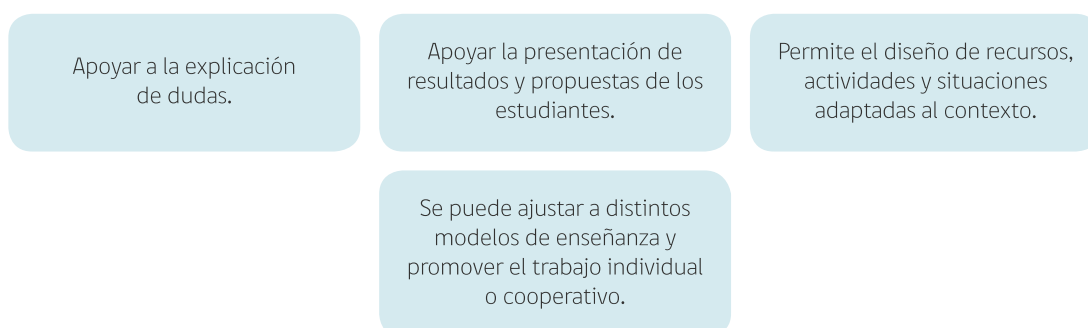 Apoyar a la explicación
de dudas.
Apoyar la presentación de
resultados y propuestas de los
estudiantes.
Permite el diseño de recursos,
actividades y situaciones
adaptadas al contexto.
Se puede ajustar a distintos
modelos de enseñanza y
promover el trabajo individual
o cooperativo.